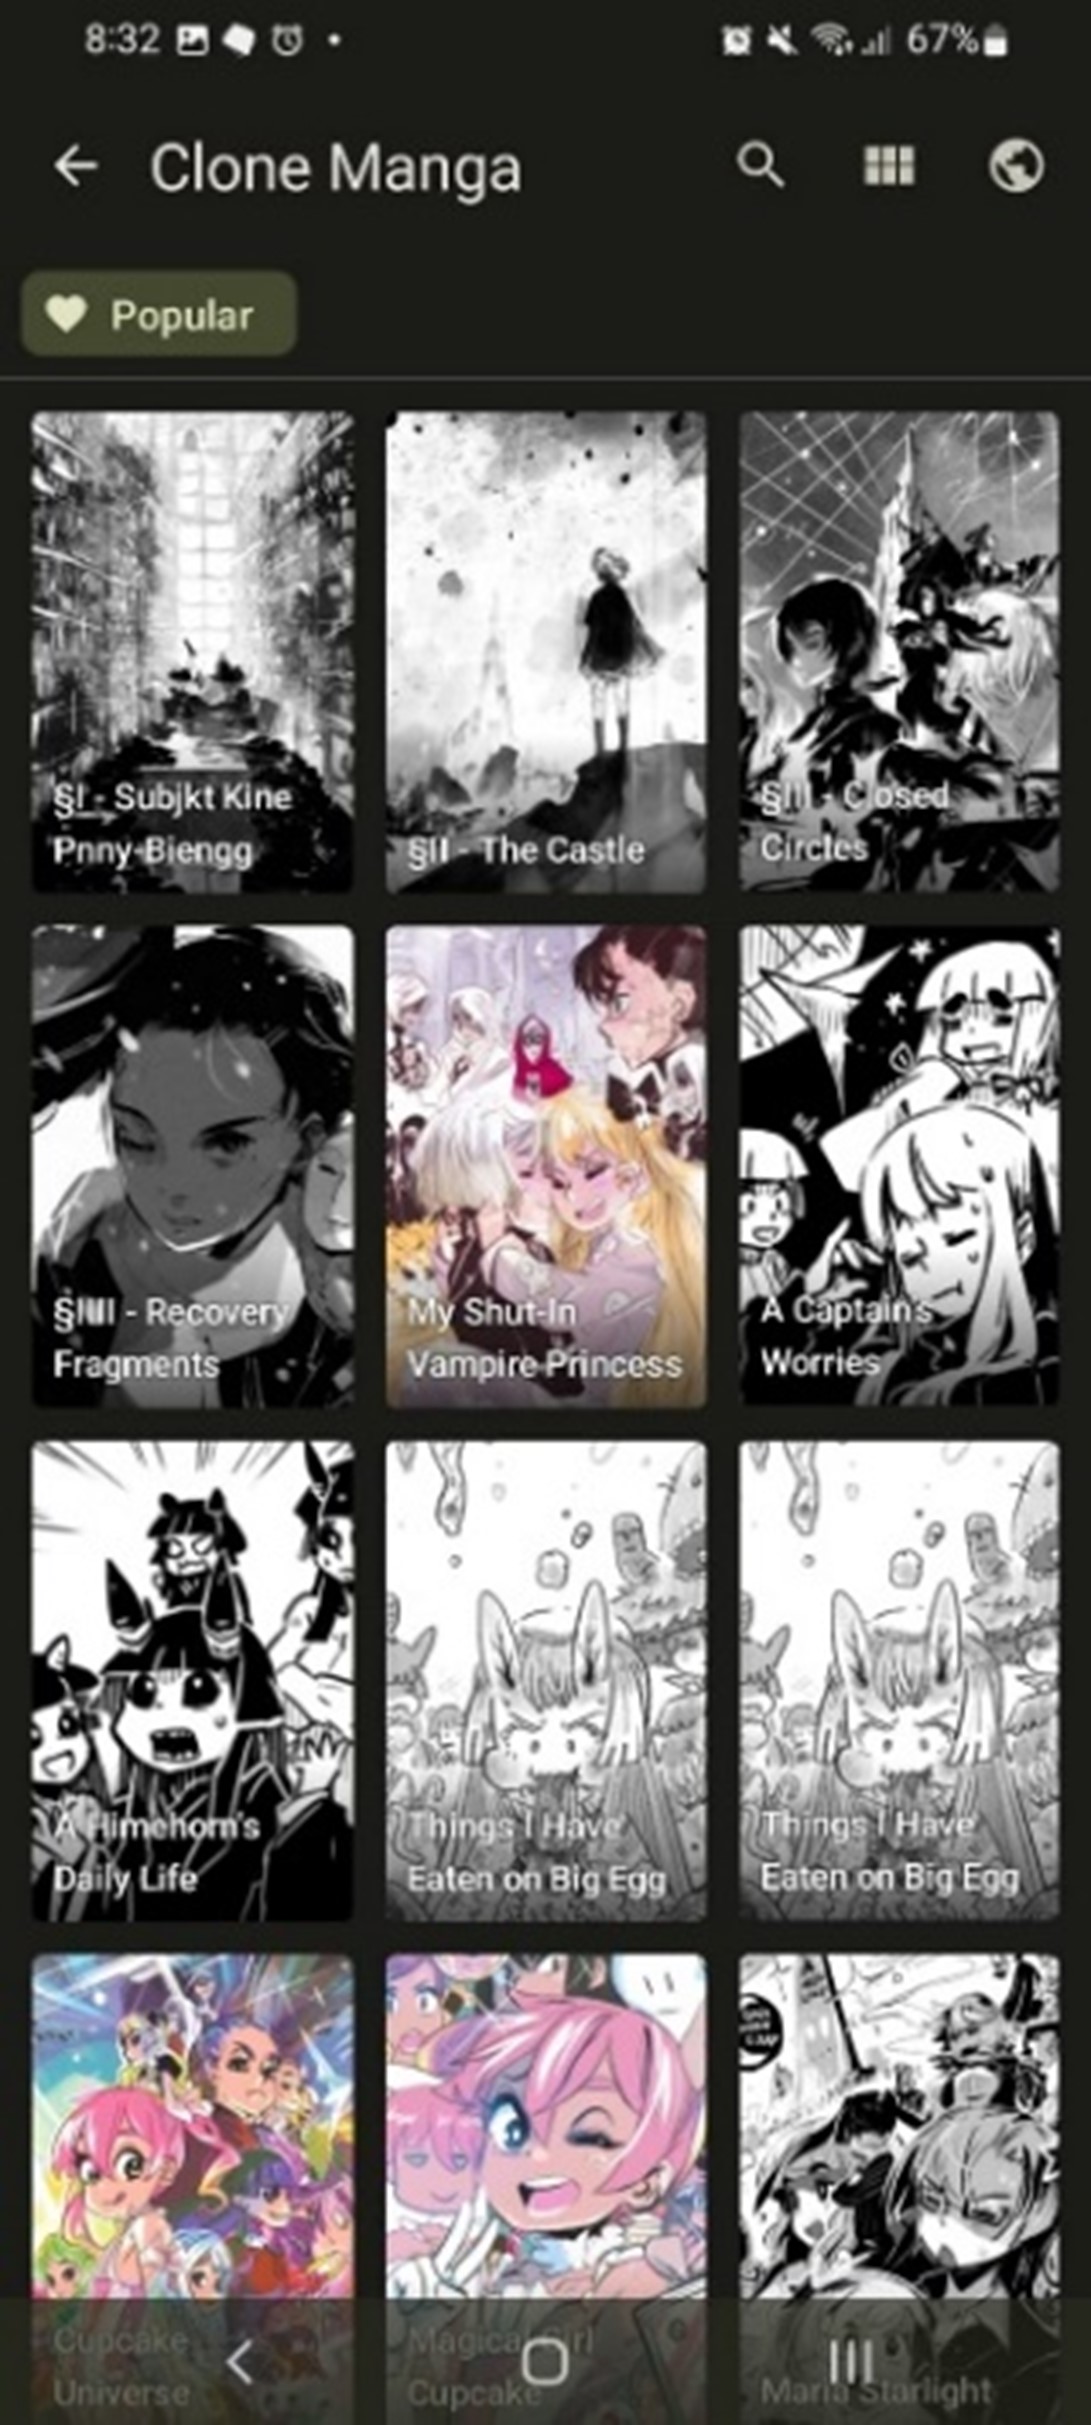 8:32
67%
Clone Manga
Popular
§I - Subjkt Kine
Pnny-Biengg
§II - The Castle
§III - Closed
Circles
§IIII - Recovery
Fragments
My Shut-In
Vampire Princess
A Captain's
Worries
A Himehorn's
Daily Life
Things I Have
Eaten on Big Egg
Things I Have
Eaten on Big Egg
Cupcake
Universe
Magical Girl
Cupcake
Maria Starlight